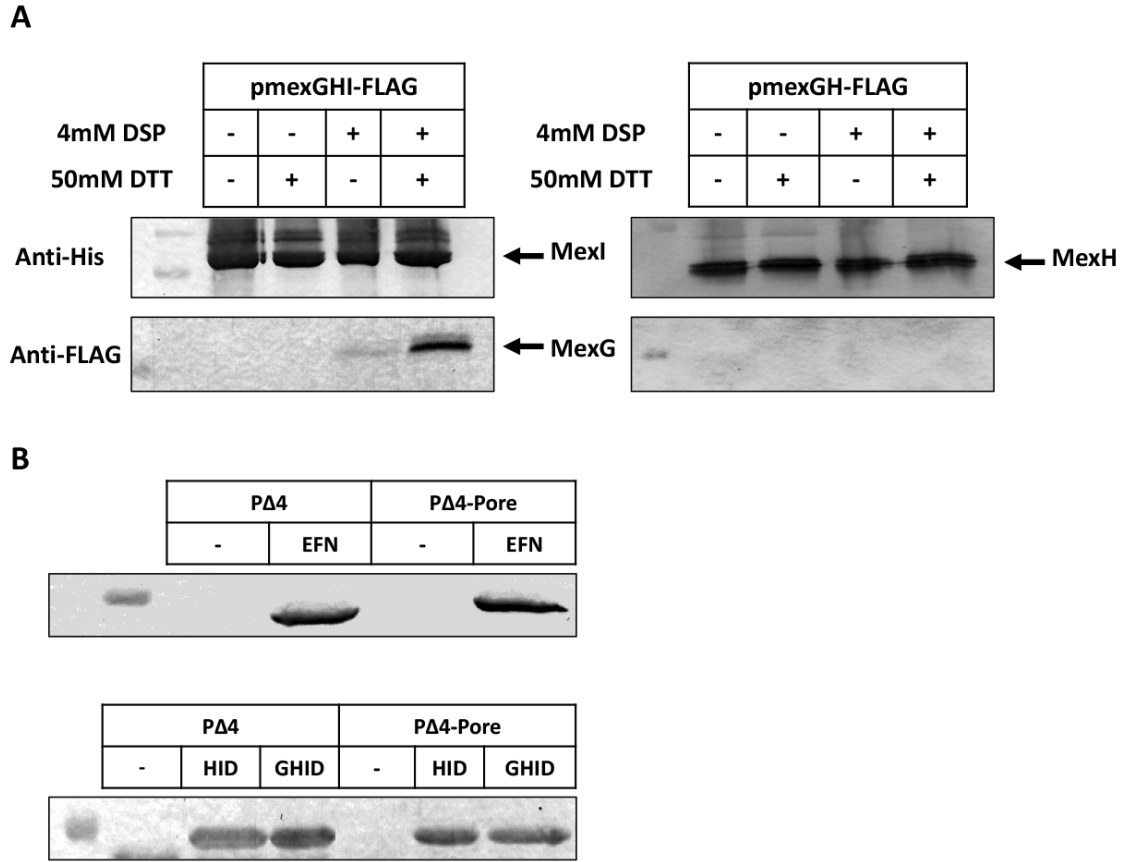 A
pmexGHI-FLAG
pmexGH-FLAG
4mM DSP - - + +
4mM DSP - - + +
50mM DTT - + - +
50mM DTT - + - +
Anti-His
MexI
MexH
Anti-FLAG
MexG
B
PΔ4 PΔ4-Pore
- EFN - EFN
PΔ4 PΔ4-Pore
- HID GHID - HID GHID